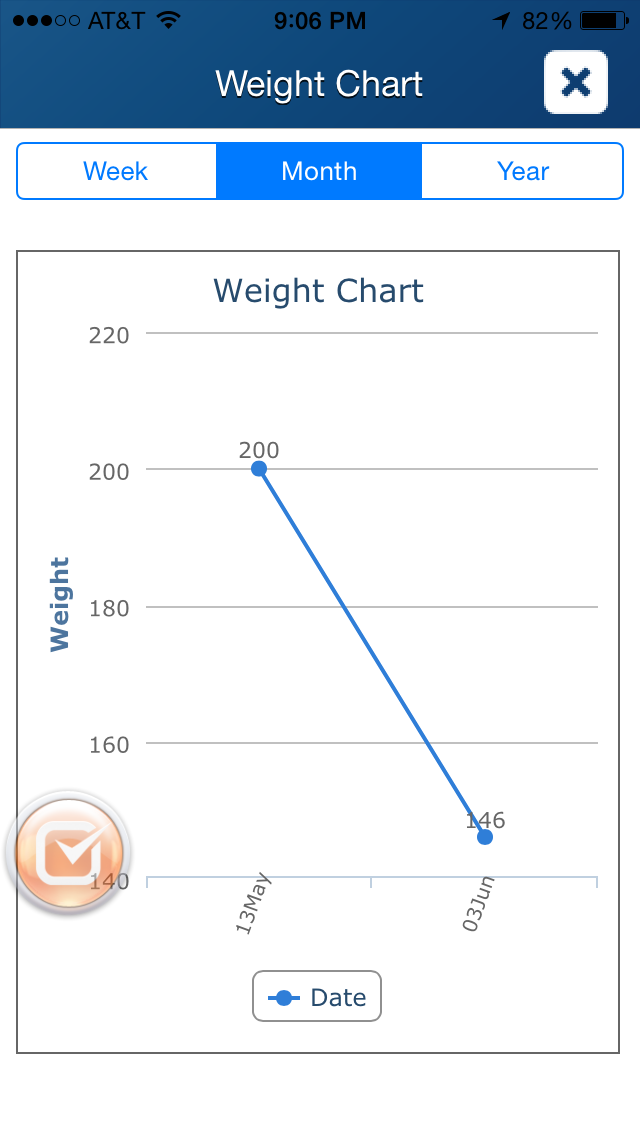 AT&T 9:06 PM 82%
Weight Chart
Week Month Year
Weight Chart
220
200
200
Weight
180
160
146
140
13May 03Jun
Date